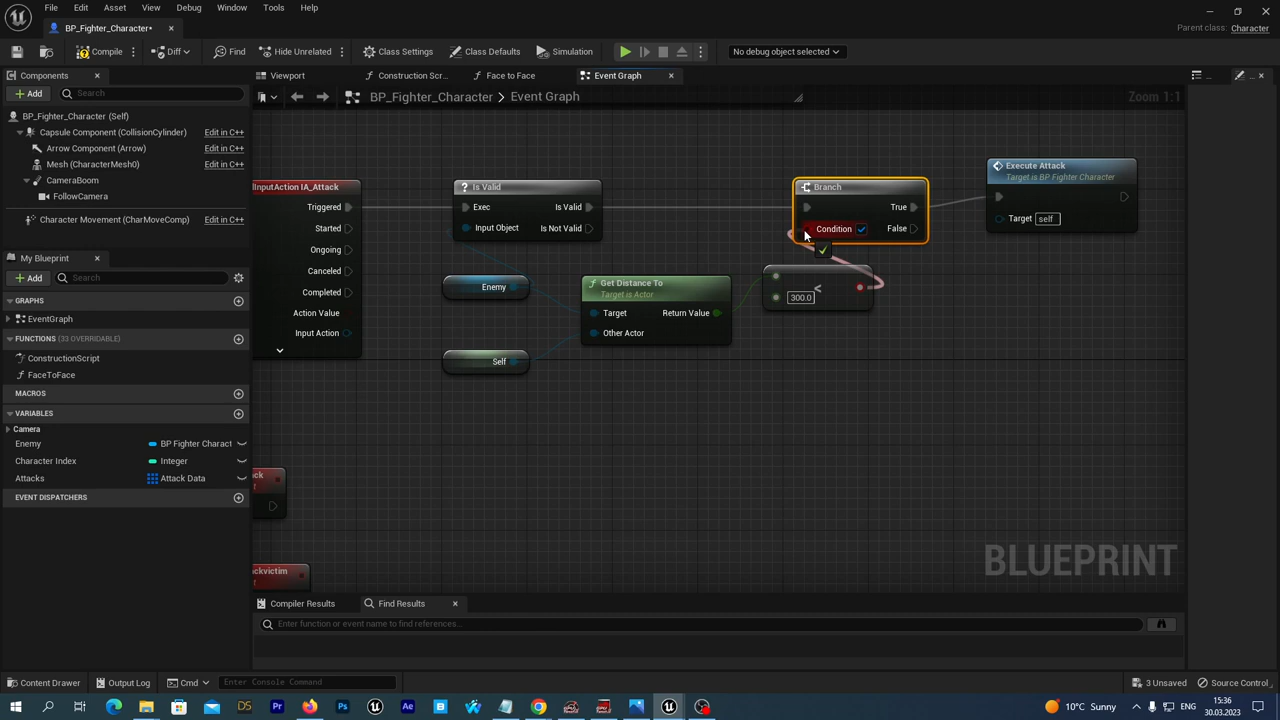 File
Edit
Asset
View
Debug
Window
Tools
Help
BP_Fighter_Character*
Parent class: Character
Compile
Diff
Find
Hide Unrelated
Class Settings
Class Defaults
Simulation
No debug object selected
Components
Viewport
Construction Scr...
Face to Face
Event Graph
Add
Search
BP_Fighter_Character > Event Graph
Zoom 1:1
BP_Fighter_Character (Self)
Capsule Component (CollisionCylinder)
Edit in C++
Arrow Component (Arrow)
Edit in C++
Mesh (CharacterMesh0)
Edit in C++
CameraBoom
FollowCamera
Character Movement (CharMoveComp)
Edit in C++
My Blueprint
Add
Search
GRAPHS
EventGraph
FUNCTIONS (33 OVERRIDABLE)
ConstructionScript
FaceToFace
MACROS
VARIABLES
Camera
Enemy
BP Fighter Charact
Character Index
Integer
Attacks
Attack Data
EVENT DISPATCHERS
InputAction IA_Attack
Triggered
Started
Ongoing
Canceled
Completed
Action Value
Input Action
Is Valid
Exec
Is Valid
Input Object
Is Not Valid
Enemy
Self
Get Distance To
Target is Actor
Target
Return Value
Other Actor
300.0
<
Branch
True
Condition
False
Execute Attack
Target is BP Fighter Character
Target
self
ck
t
ckvictim
t
BLUEPRINT
Compiler Results
Find Results
Enter function or event name to find references...
Content Drawer
Output Log
Cmd
Enter Console Command
3 Unsaved
Source Control
10°C Sunny
15:36
30.03.2023